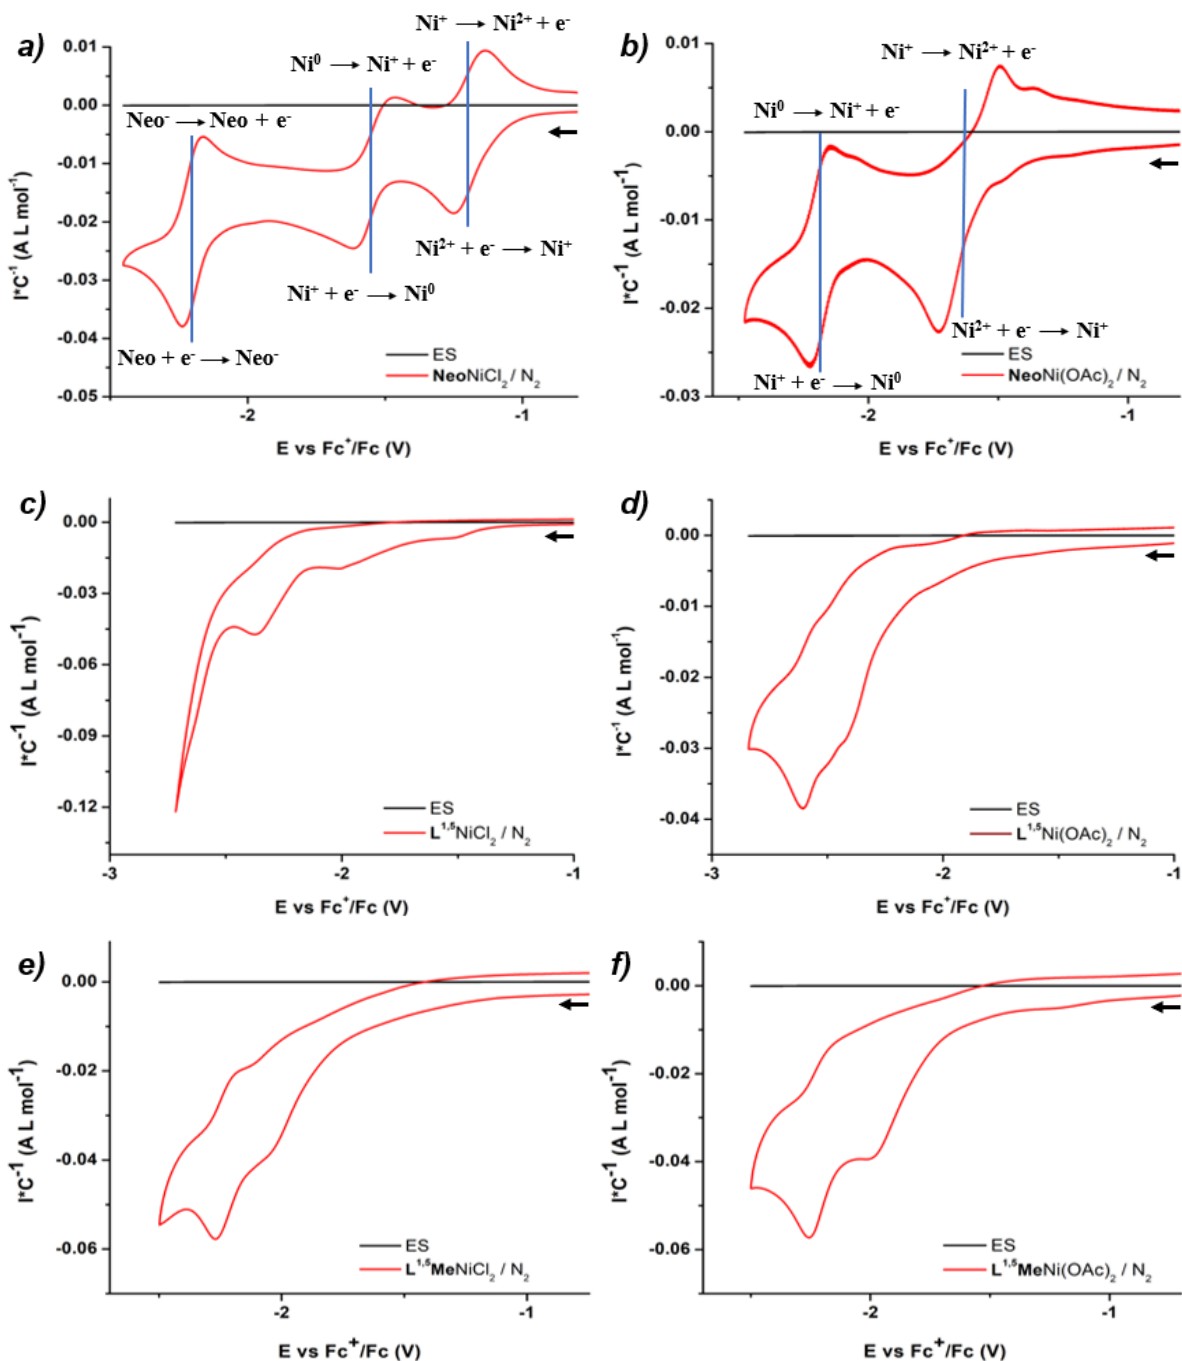 a)
Ni⁺ → Ni²⁺ + e⁻
Ni⁰ → Ni⁺ + e⁻
Neo⁻ → Neo + e⁻
Ni²⁺ + e⁻ → Ni⁺
Ni⁺ + e⁻ → Ni⁰
Neo + e⁻ → Neo⁻
0.01
0.00
-0.01
-0.02
-0.03
-0.04
-0.05
I*C⁻¹ (A L mol⁻¹)
ES
NeoNiCl₂ / N₂
-2
-1
E vs Fc⁺/Fc (V)
b)
Ni⁺ → Ni²⁺ + e⁻
Ni⁰ → Ni⁺ + e⁻
Ni²⁺ + e⁻ → Ni⁺
Ni⁺ + e⁻ → Ni⁰
0.01
0.00
-0.01
-0.02
-0.03
I*C⁻¹ (A L mol⁻¹)
ES
NeoNi(OAc)₂ / N₂
-2
-1
E vs Fc⁺/Fc (V)
c)
0.00
-0.03
-0.06
-0.09
-0.12
I*C⁻¹ (A L mol⁻¹)
ES
L¹,⁵NiCl₂ / N₂
-3
-2
-1
E vs Fc⁺/Fc (V)
d)
0.00
-0.01
-0.02
-0.03
-0.04
I*C⁻¹ (A L mol⁻¹)
ES
L¹,⁵Ni(OAc)₂ / N₂
-3
-2
-1
E vs Fc⁺/Fc (V)
e)
0.00
-0.02
-0.04
-0.06
I*C⁻¹ (A L mol⁻¹)
ES
L¹,⁵MeNiCl₂ / N₂
-2
-1
E vs Fc⁺/Fc (V)
f)
0.00
-0.02
-0.04
-0.06
I*C⁻¹ (A L mol⁻¹)
ES
L¹,⁵MeNi(OAc)₂ / N₂
-2
-1
E vs Fc⁺/Fc (V)